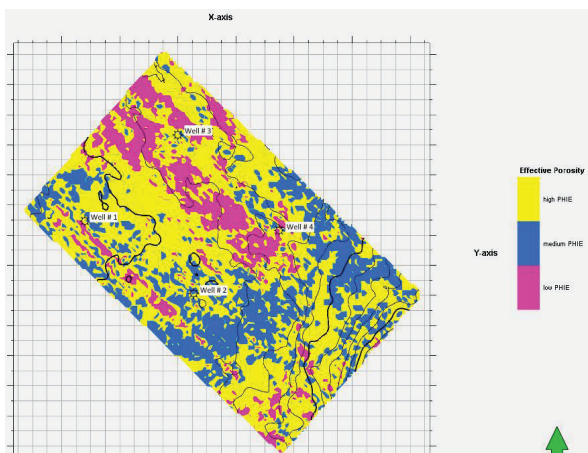 X-axis
Well # 3
Effective Porosity
high PHIE
Well # 1
Well # 4
medium PHIE
Y-axis
low PHIE
Well # 2